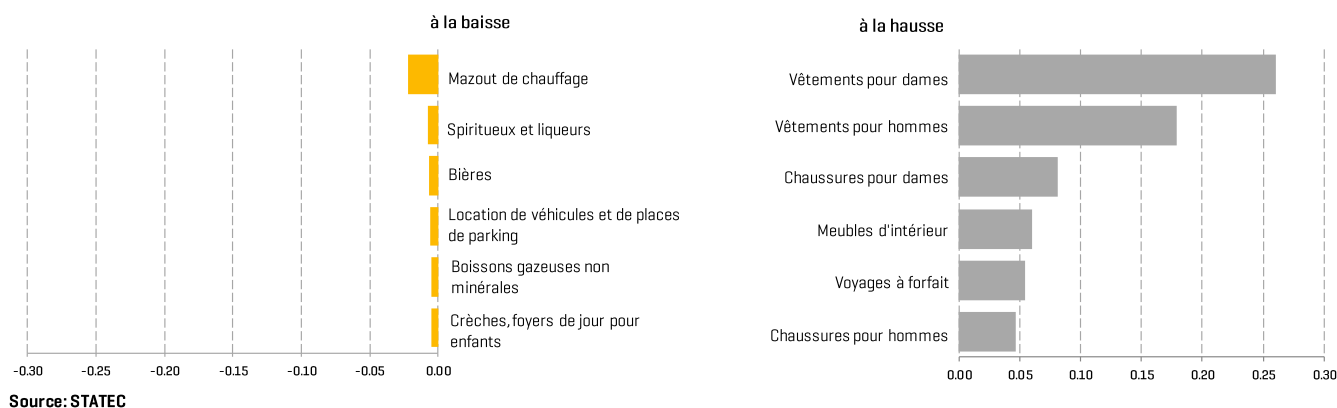 à la baisse
Mazout de chauffage
Spiritueux et liqueurs
Bières
Location de véhicules et de places
de parking
Boissons gazeuses non
minérales
Crèches, foyers de jour pour
enfants
-0.30 -0.25 -0.20 -0.15 -0.10 -0.05 0.00
à la hausse
Vêtements pour dames
Vêtements pour hommes
Chaussures pour dames
Meubles d'intérieur
Voyages à forfait
Chaussures pour hommes
0.00 0.05 0.10 0.15 0.20 0.25 0.30
Source: STATEC